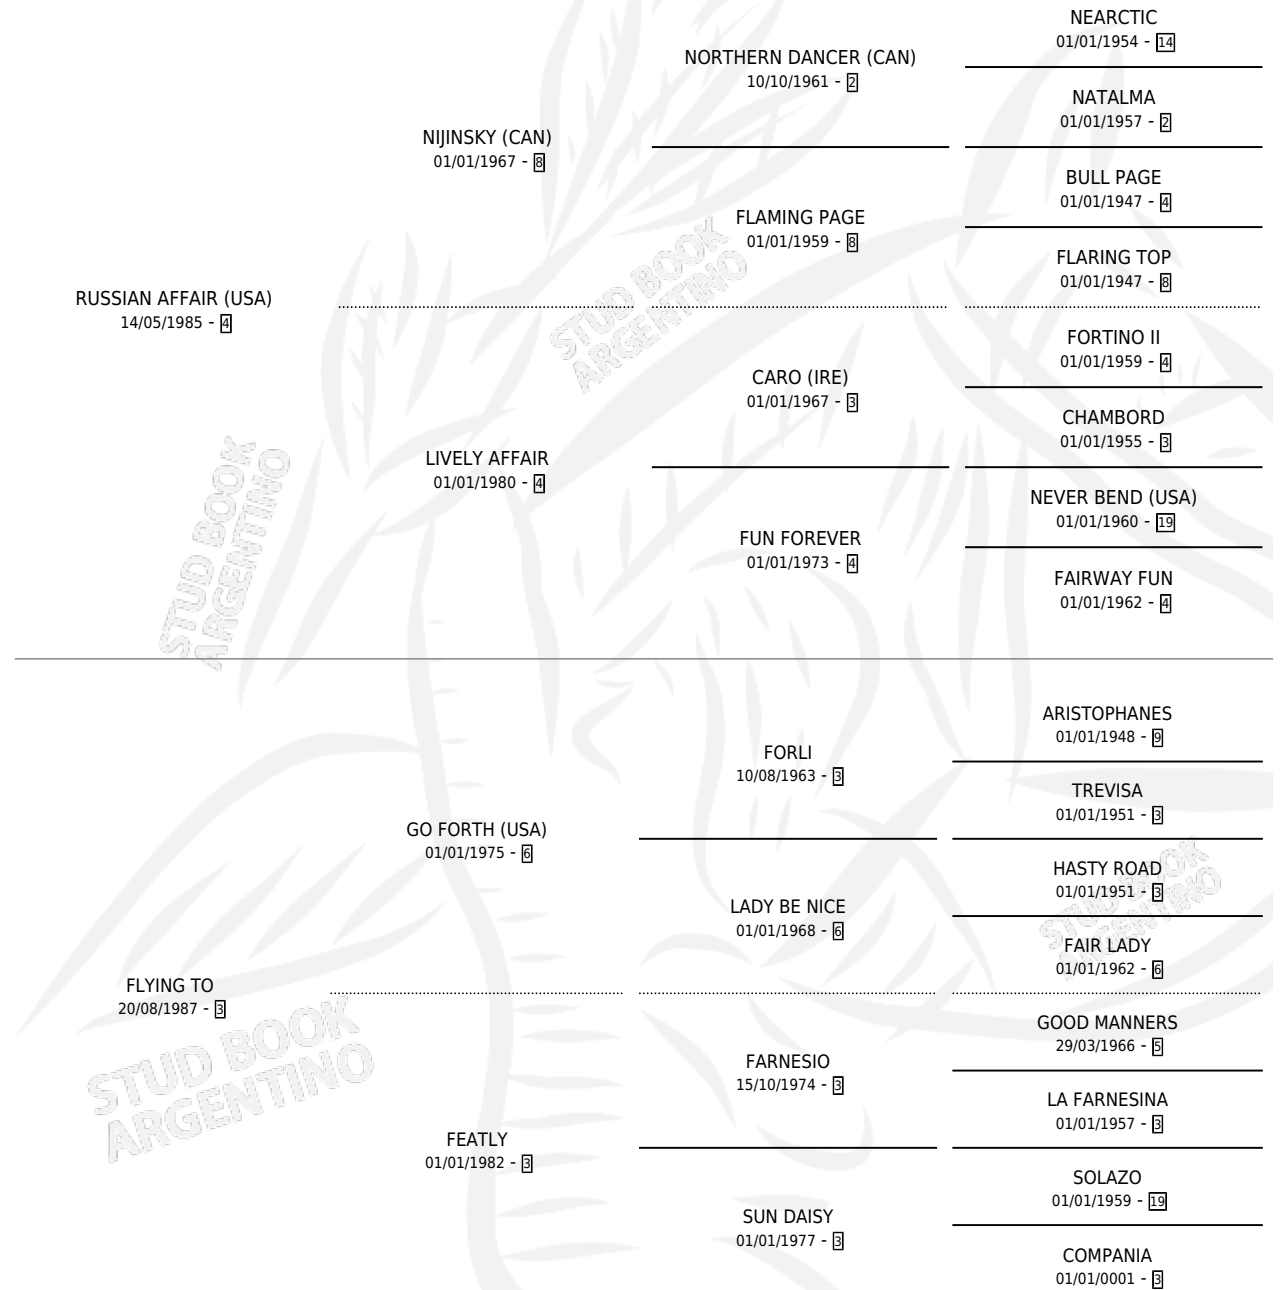 NEARCTIC
01/01/1954 - 14
NORTHERN DANCER (CAN)
10/10/1961 - 2
NATALMA
01/01/1957 - 2
NIJINSKY (CAN)
01/01/1967 - 8
BULL PAGE
01/01/1947 - 4
FLAMING PAGE
01/01/1959 - 8
FLARING TOP
01/01/1947 - 8
RUSSIAN AFFAIR (USA)
14/05/1985 - 4
FORTINO II
01/01/1959 - 4
CARO (IRE)
01/01/1967 - 3
CHAMBORD
01/01/1955 - 3
LIVELY AFFAIR
01/01/1980 - 4
NEVER BEND (USA)
01/01/1960 - 19
FUN FOREVER
01/01/1973 - 4
FAIRWAY FUN
01/01/1962 - 4
ARISTOPHANES
01/01/1948 - 9
FORLI
10/08/1963 - 3
TREVISA
01/01/1951 - 3
GO FORTH (USA)
01/01/1975 - 6
HASTY ROAD
01/01/1951 - 3
LADY BE NICE
01/01/1968 - 6
FAIR LADY
01/01/1962 - 6
FLYING TO
20/08/1987 - 3
GOOD MANNERS
29/03/1966 - 5
FARNESIO
15/10/1974 - 3
LA FARNESINA
01/01/1957 - 3
FEATLY
01/01/1982 - 3
SOLAZO
01/01/1959 - 19
SUN DAISY
01/01/1977 - 3
COMPANIA
01/01/0001 - 3
STUD BOOK
ARGENTINO
STUD BOOK
ARGENTINO
STUD BOOK
ARGENTINO
STUD BOOK
ARGENTINO